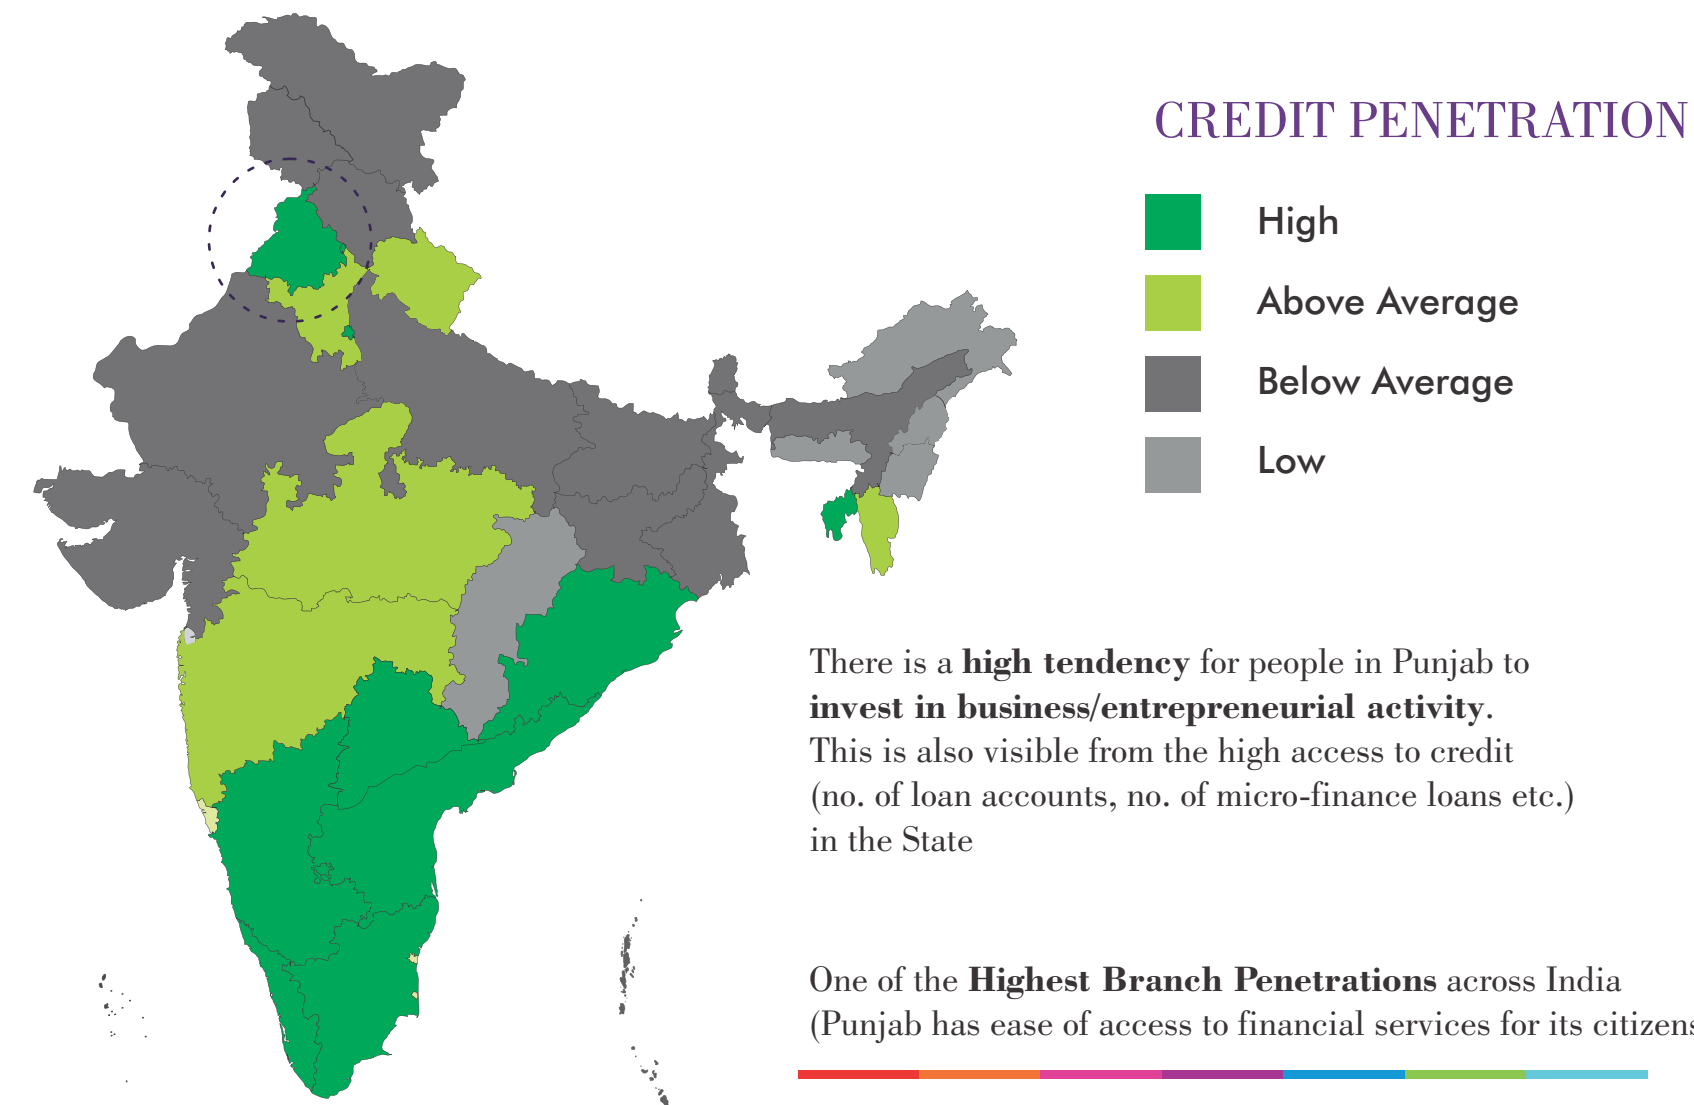 CREDIT PENETRATION
High
Above Average
Below Average
Low
There is a high tendency for people in Punjab to
invest in business/entrepreneurial activity.
This is also visible from the high access to credit
(no. of loan accounts, no. of micro-finance loans etc.)
in the State
One of the Highest Branch Penetrations across India
(Punjab has ease of access to financial services for its citizens